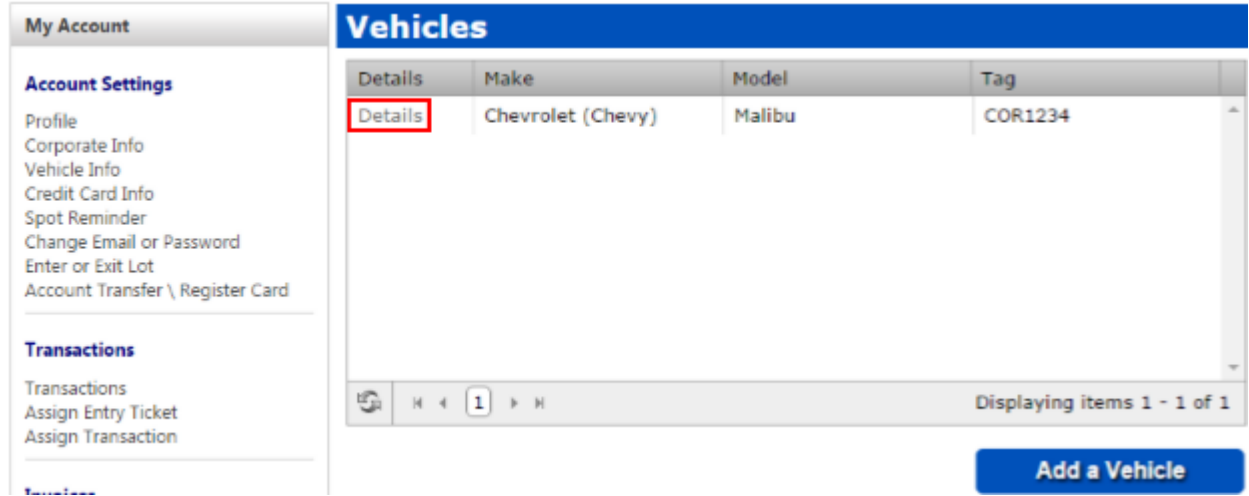 My Account
Account Settings
Profile
Corporate Info
Vehicle Info
Credit Card Info
Spot Reminder
Change Email or Password
Enter or Exit Lot
Account Transfer \ Register Card
Transactions
Transactions
Assign Entry Ticket
Assign Transaction
Vehicles
Details Make Model Tag
Details Chevrolet (Chevy) Malibu COR1234
1 Displaying items 1 - 1 of 1
Add a Vehicle